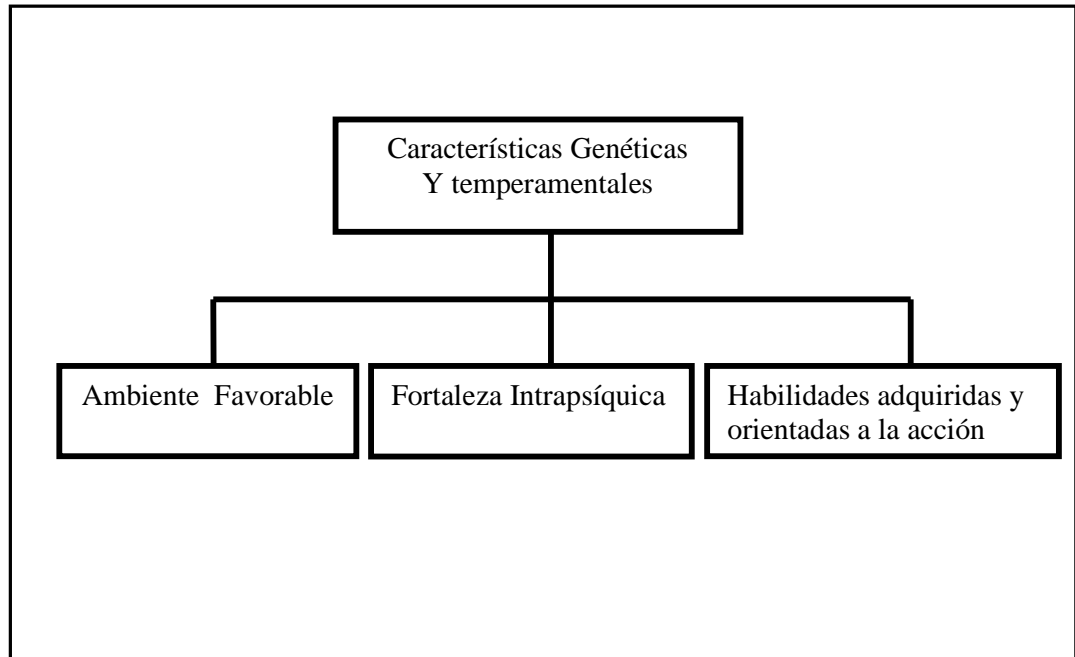 Características Genéticas
Y temperamentales
Ambiente Favorable
Fortaleza Intrapsíquica
Habilidades adquiridas y
orientadas a la acción